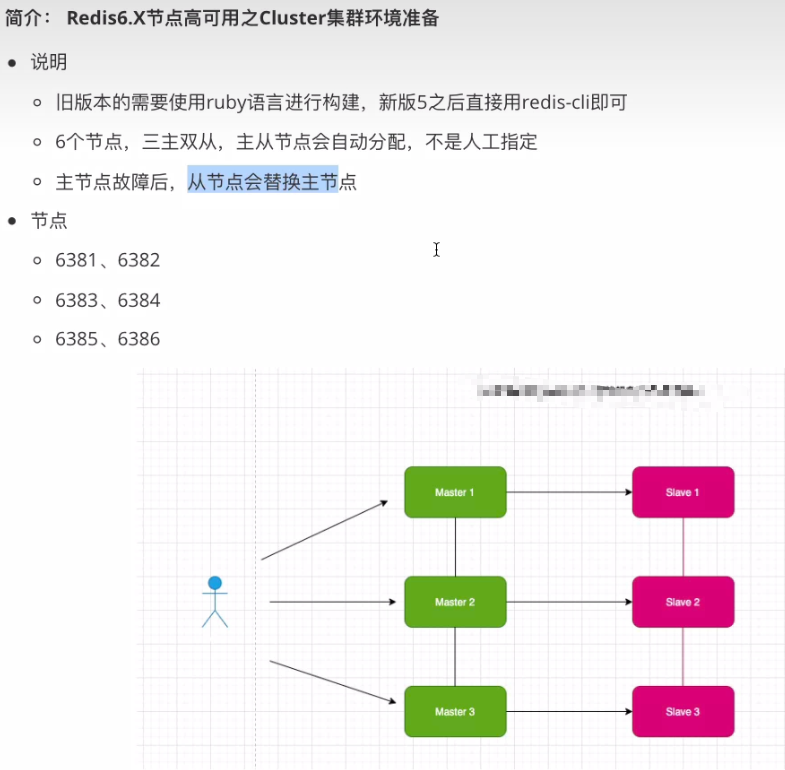 简介： Redis6.X节点高可用之Cluster集群环境准备
说明
旧版本的需要使用ruby语言进行构建，新版5之后直接用redis-cli即可
6个节点，三主双从，主从节点会自动分配，不是人工指定
主节点故障后，从节点会替换主节点
节点
6381、6382
6383、6384
6385、6386
Master 1
Slave 1
Master 2
Slave 2
Master 3
Slave 3